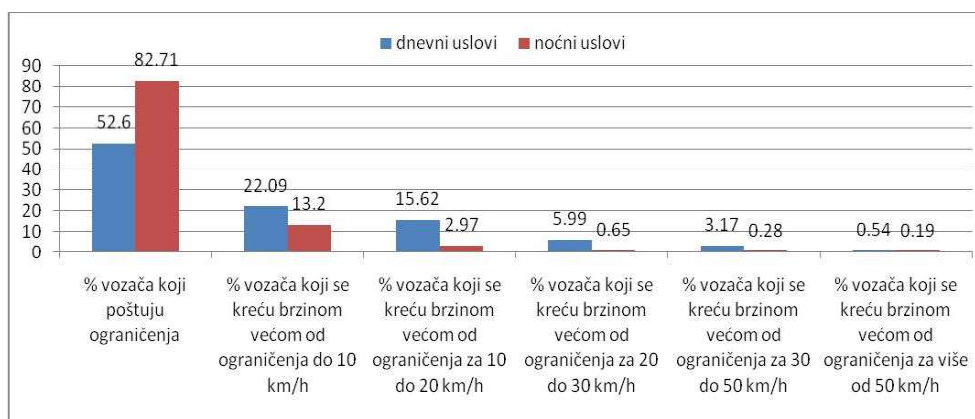 dnevni uslovi noćni uslovi
90
80
70
60
50
40
30
20
10
0
52.6
82.71
22.09
13.2
15.62
2.97
5.99
0.65
3.17
0.28
0.54
0.19
% vozača koji
poštuju
ograničenja
% vozača koji se
kreću brzinom
većom od
ograničenja do 10
km/h
% vozača koji se
kreću brzinom
većom od
ograničenja za 10
do 20 km/h
% vozača koji se
kreću brzinom
većom od
ograničenja za 20
do 30 km/h
% vozača koji se
kreću brzinom
većom od
ograničenja za 30
do 50 km/h
% vozača koji se
kreću brzinom
većom od
ograničenja za više
od 50 km/h